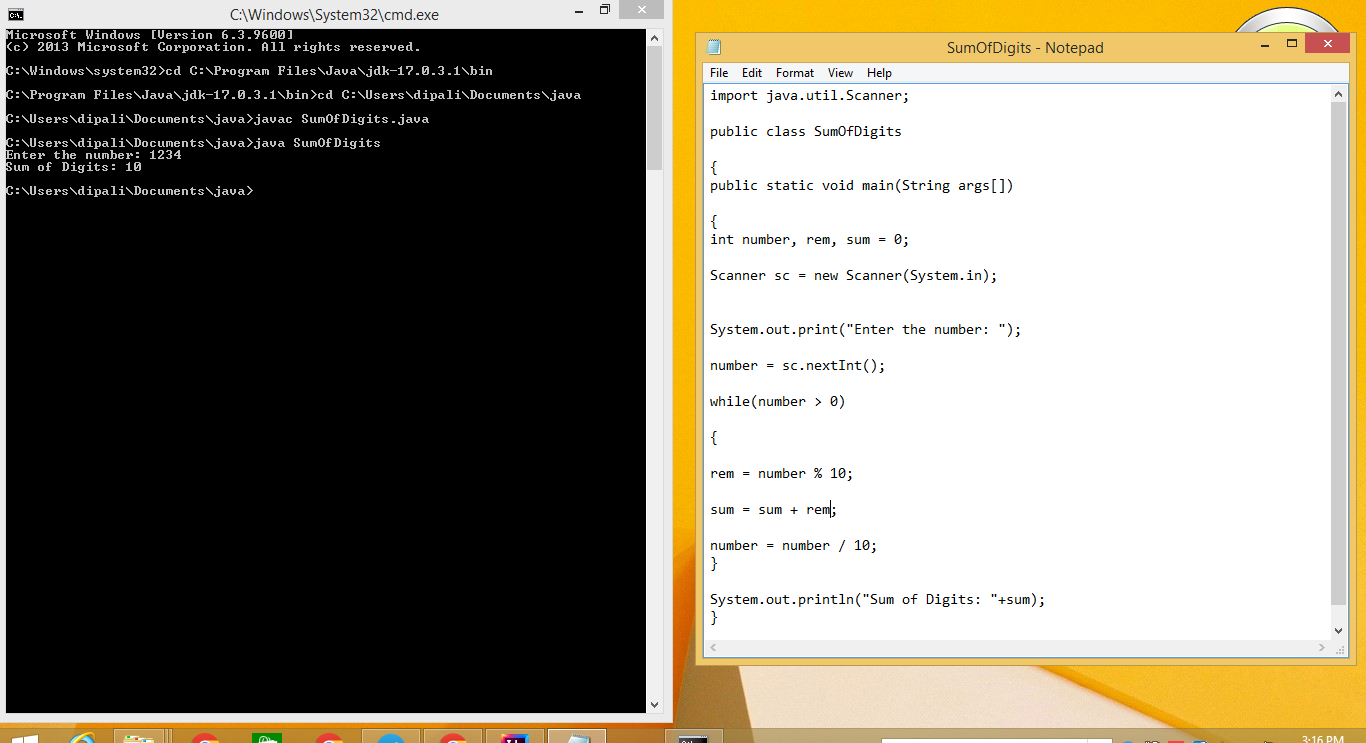 C:\Windows\System32\cmd.exe
Microsoft Windows [Version 6.3.9600]
(c) 2013 Microsoft Corporation. All rights reserved.
C:\Windows\system32>cd C:\Program Files\Java\jdk-17.0.3.1\bin
C:\Program Files\Java\jdk-17.0.3.1\bin>cd C:\Users\dipali\Documents\java
C:\Users\dipali\Documents\java>javac SumOfDigits.java
C:\Users\dipali\Documents\java>java SumOfDigits
Enter the number: 1234
Sum of Digits: 10
C:\Users\dipali\Documents\java>
SumOfDigits - Notepad
File Edit Format View Help
import java.util.Scanner;
public class SumOfDigits
{
public static void main(String args[])
{
int number, rem, sum = 0;
Scanner sc = new Scanner(System.in);
System.out.print("Enter the number: ");
number = sc.nextInt();
while(number > 0)
{
rem = number % 10;
sum = sum + rem;
number = number / 10;
}
System.out.println("Sum of Digits: "+sum);
}
3:16 PM